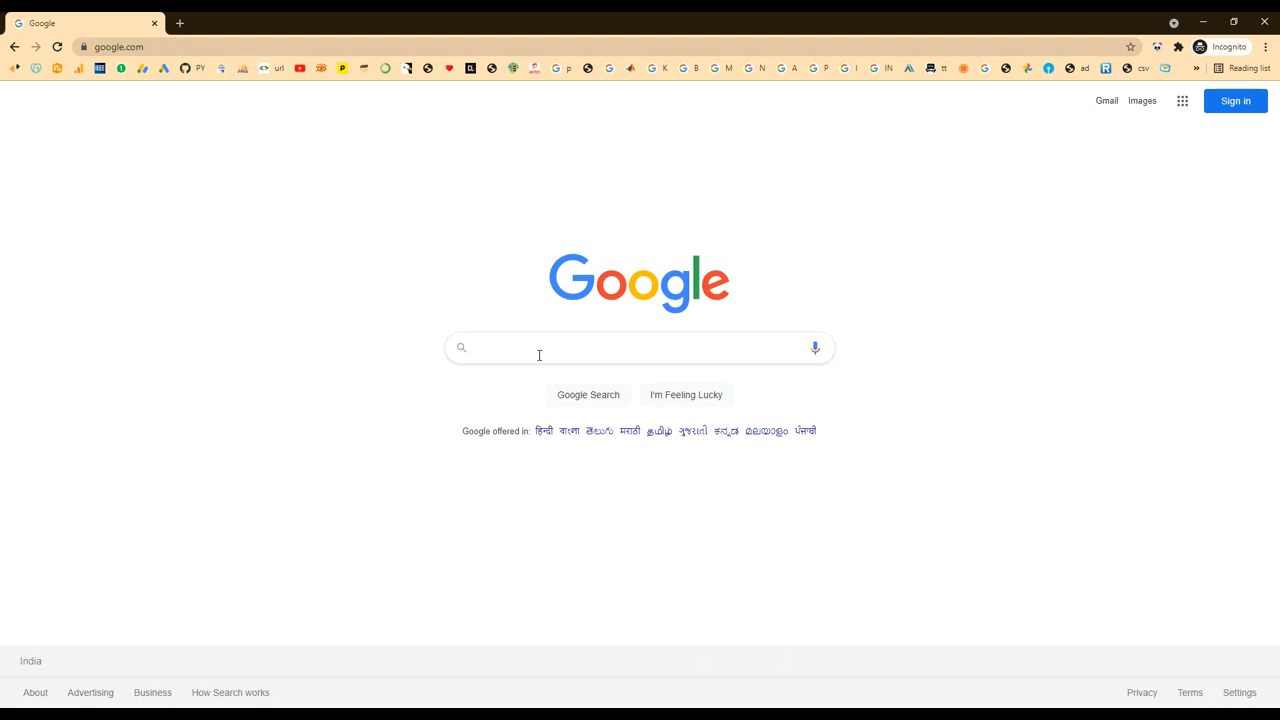 Google
google.com
Incognito
PY url p K B M N A P I IN tt ad csv Reading list
Gmail Images Sign in
Google
Google Search I'm Feeling Lucky
Google offered in: हिन्दी বাংলা తెలుగు मराठी தமிழ் ગુજરાતી ಕನ್ನಡ മലയാളം ਪੰਜਾਬੀ
India
About Advertising Business How Search works Privacy Terms Settings